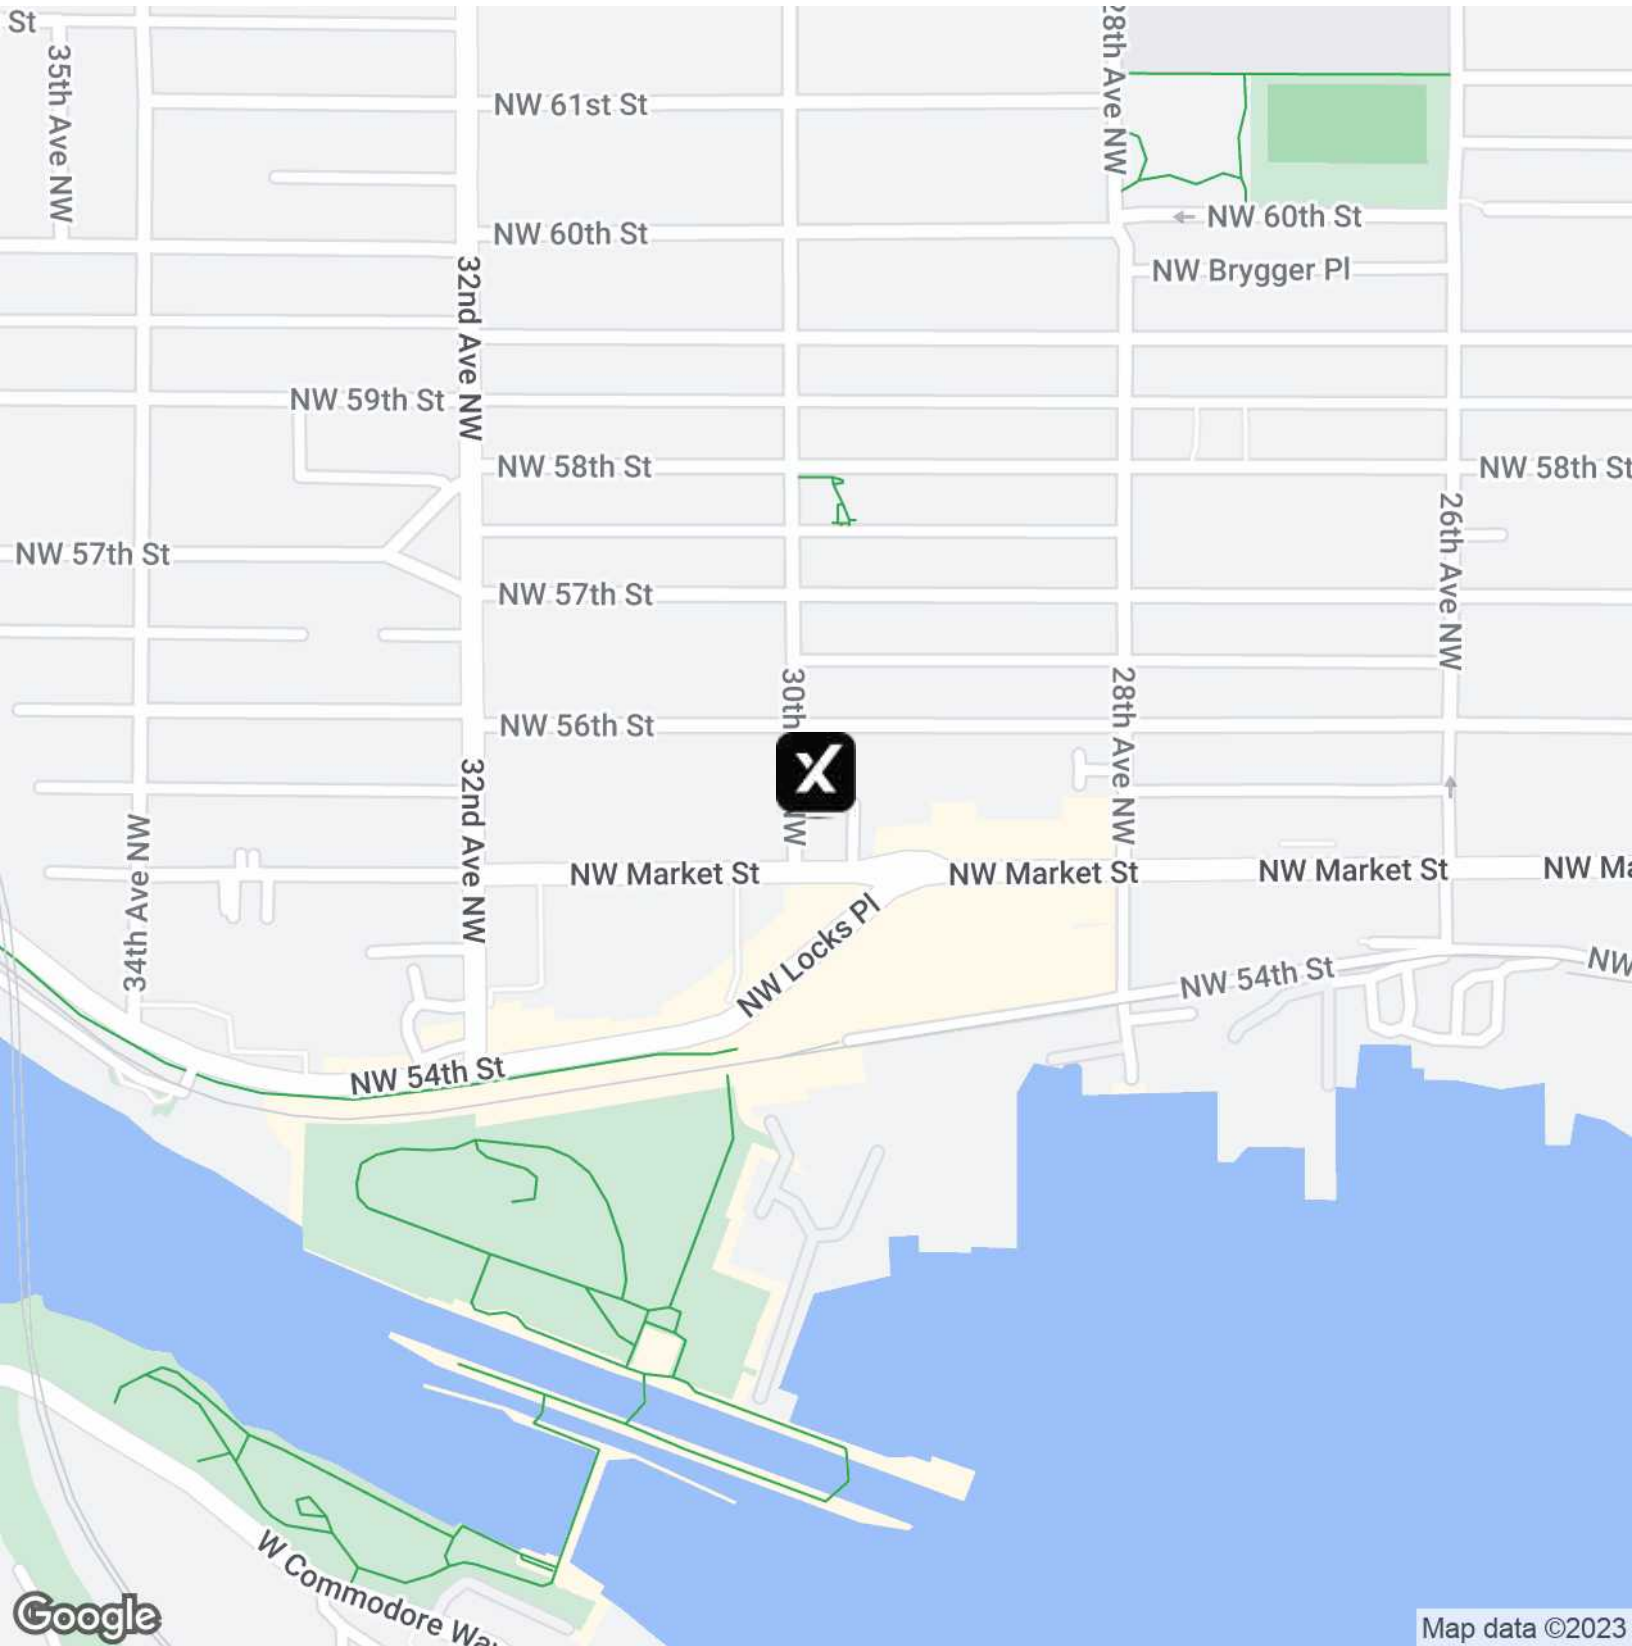 St
35th Ave NW
28th Ave NW
NW 61st St
NW 60th St
NW 60th St
NW Brygger Pl
32nd Ave NW
NW 59th St
NW 58th St
NW 58th St
26th Ave NW
NW 57th St
NW 57th St
30th
NW
28th Ave NW
NW 56th St
X
32nd Ave NW
34th Ave NW
NW Market St
NW Market St
NW Market St
NW Ma
NW Locks Pl
NW 54th St
NW
NW 54th St
W Commodore Way
Google
Map data ©2023